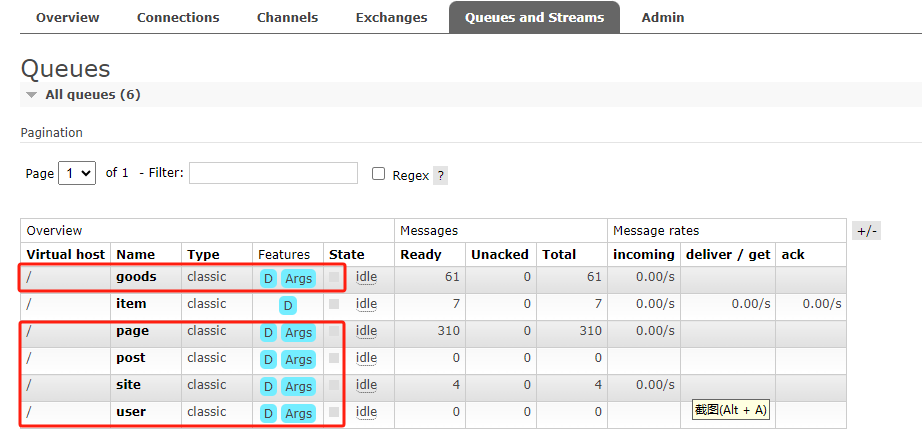 Overview Connections Channels Exchanges Queues and Streams Admin
Queues
All queues (6)
Pagination
Page 1 of 1 - Filter: Regex ?
Overview Messages Message rates +/-
Virtual host Name Type Features State Ready Unacked Total incoming deliver / get ack
/ goods classic D Args idle 61 0 61 0.00/s
/ item classic D idle 7 0 7 0.00/s 0.00/s 0.00/s
/ page classic D Args idle 310 0 310 0.00/s
/ post classic D Args idle 0 0 0
/ site classic D Args idle 4 0 4 0.00/s
/ user classic D Args idle 0 0 0
截图(Alt + A)